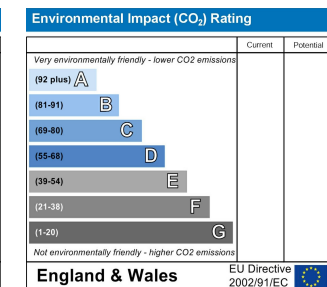 Environmental Impact (CO₂) Rating
Current Potential
Very environmentally friendly - lower CO2 emissions
(92 plus) A
(81-91) B
(69-80) C
(55-68) D
(39-54) E
(21-38) F
(1-20) G
Not environmentally friendly - higher CO2 emissions
England & Wales
EU Directive
2002/91/EC